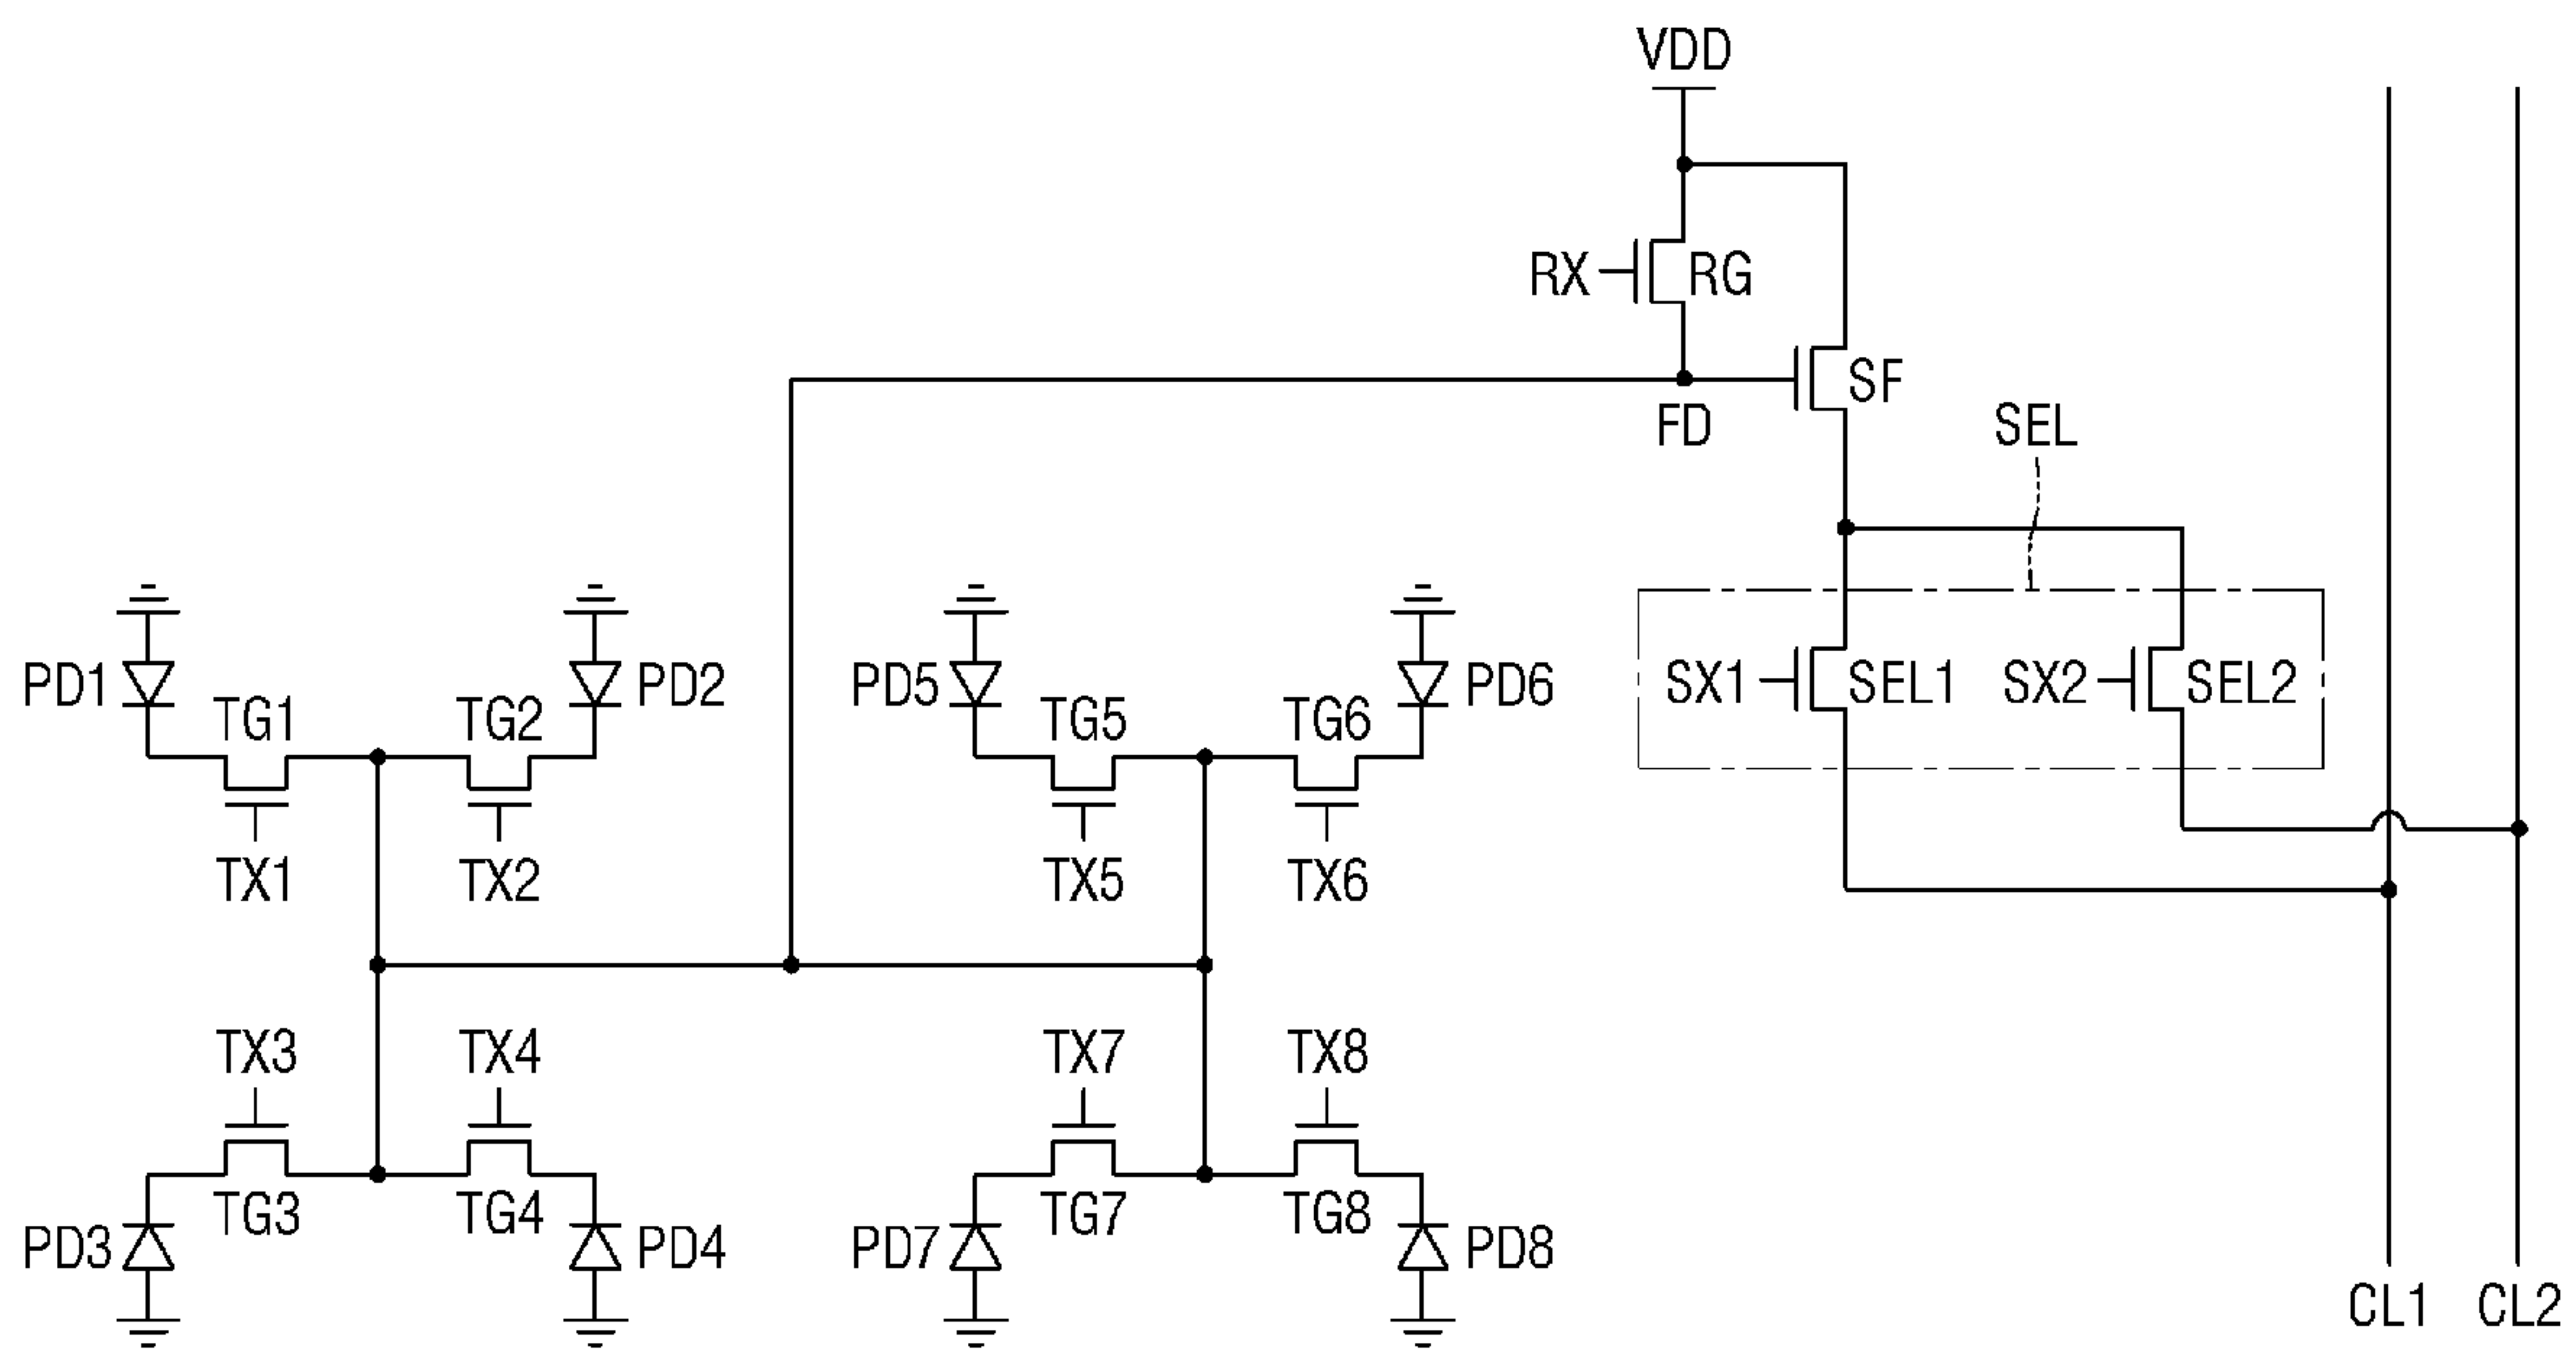 VDD
RX RG
SF
FD SEL
PD1 PD2 PD5 PD6 SX1 SEL1 SX2 SEL2
TG1 TG2 TG5 TG6
TX1 TX2 TX5 TX6
TX3 TX4 TX7 TX8
TG3 TG4 TG7 TG8
PD3 PD4 PD7 PD8
CL1 CL2